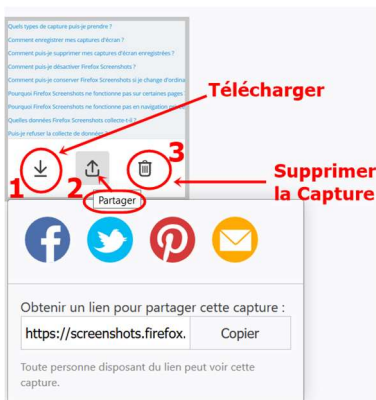 Quels types de capture puis-je prendre ?
Comment enregistrer mes captures d'écran ?
Comment puis-je supprimer mes captures d'écran enregistrées ?
Comment puis-je désactiver Firefox Screenshots ?
Comment puis-je conserver Firefox Screenshots si je change d'ordina
Pourquoi Firefox Screenshots ne fonctionne pas sur certaines pages
Pourquoi Firefox Screenshots ne fonctionne pas en navigation
Quelles données Firefox Screenshots collecte-t-il ?
Puis-je refuser la collecte de données
Télécharger
1
2
3
Partager
Supprimer
la Capture
Obtenir un lien pour partager cette capture :
https://screenshots.firefox.
Copier
Toute personne disposant du lien peut voir cette
capture.